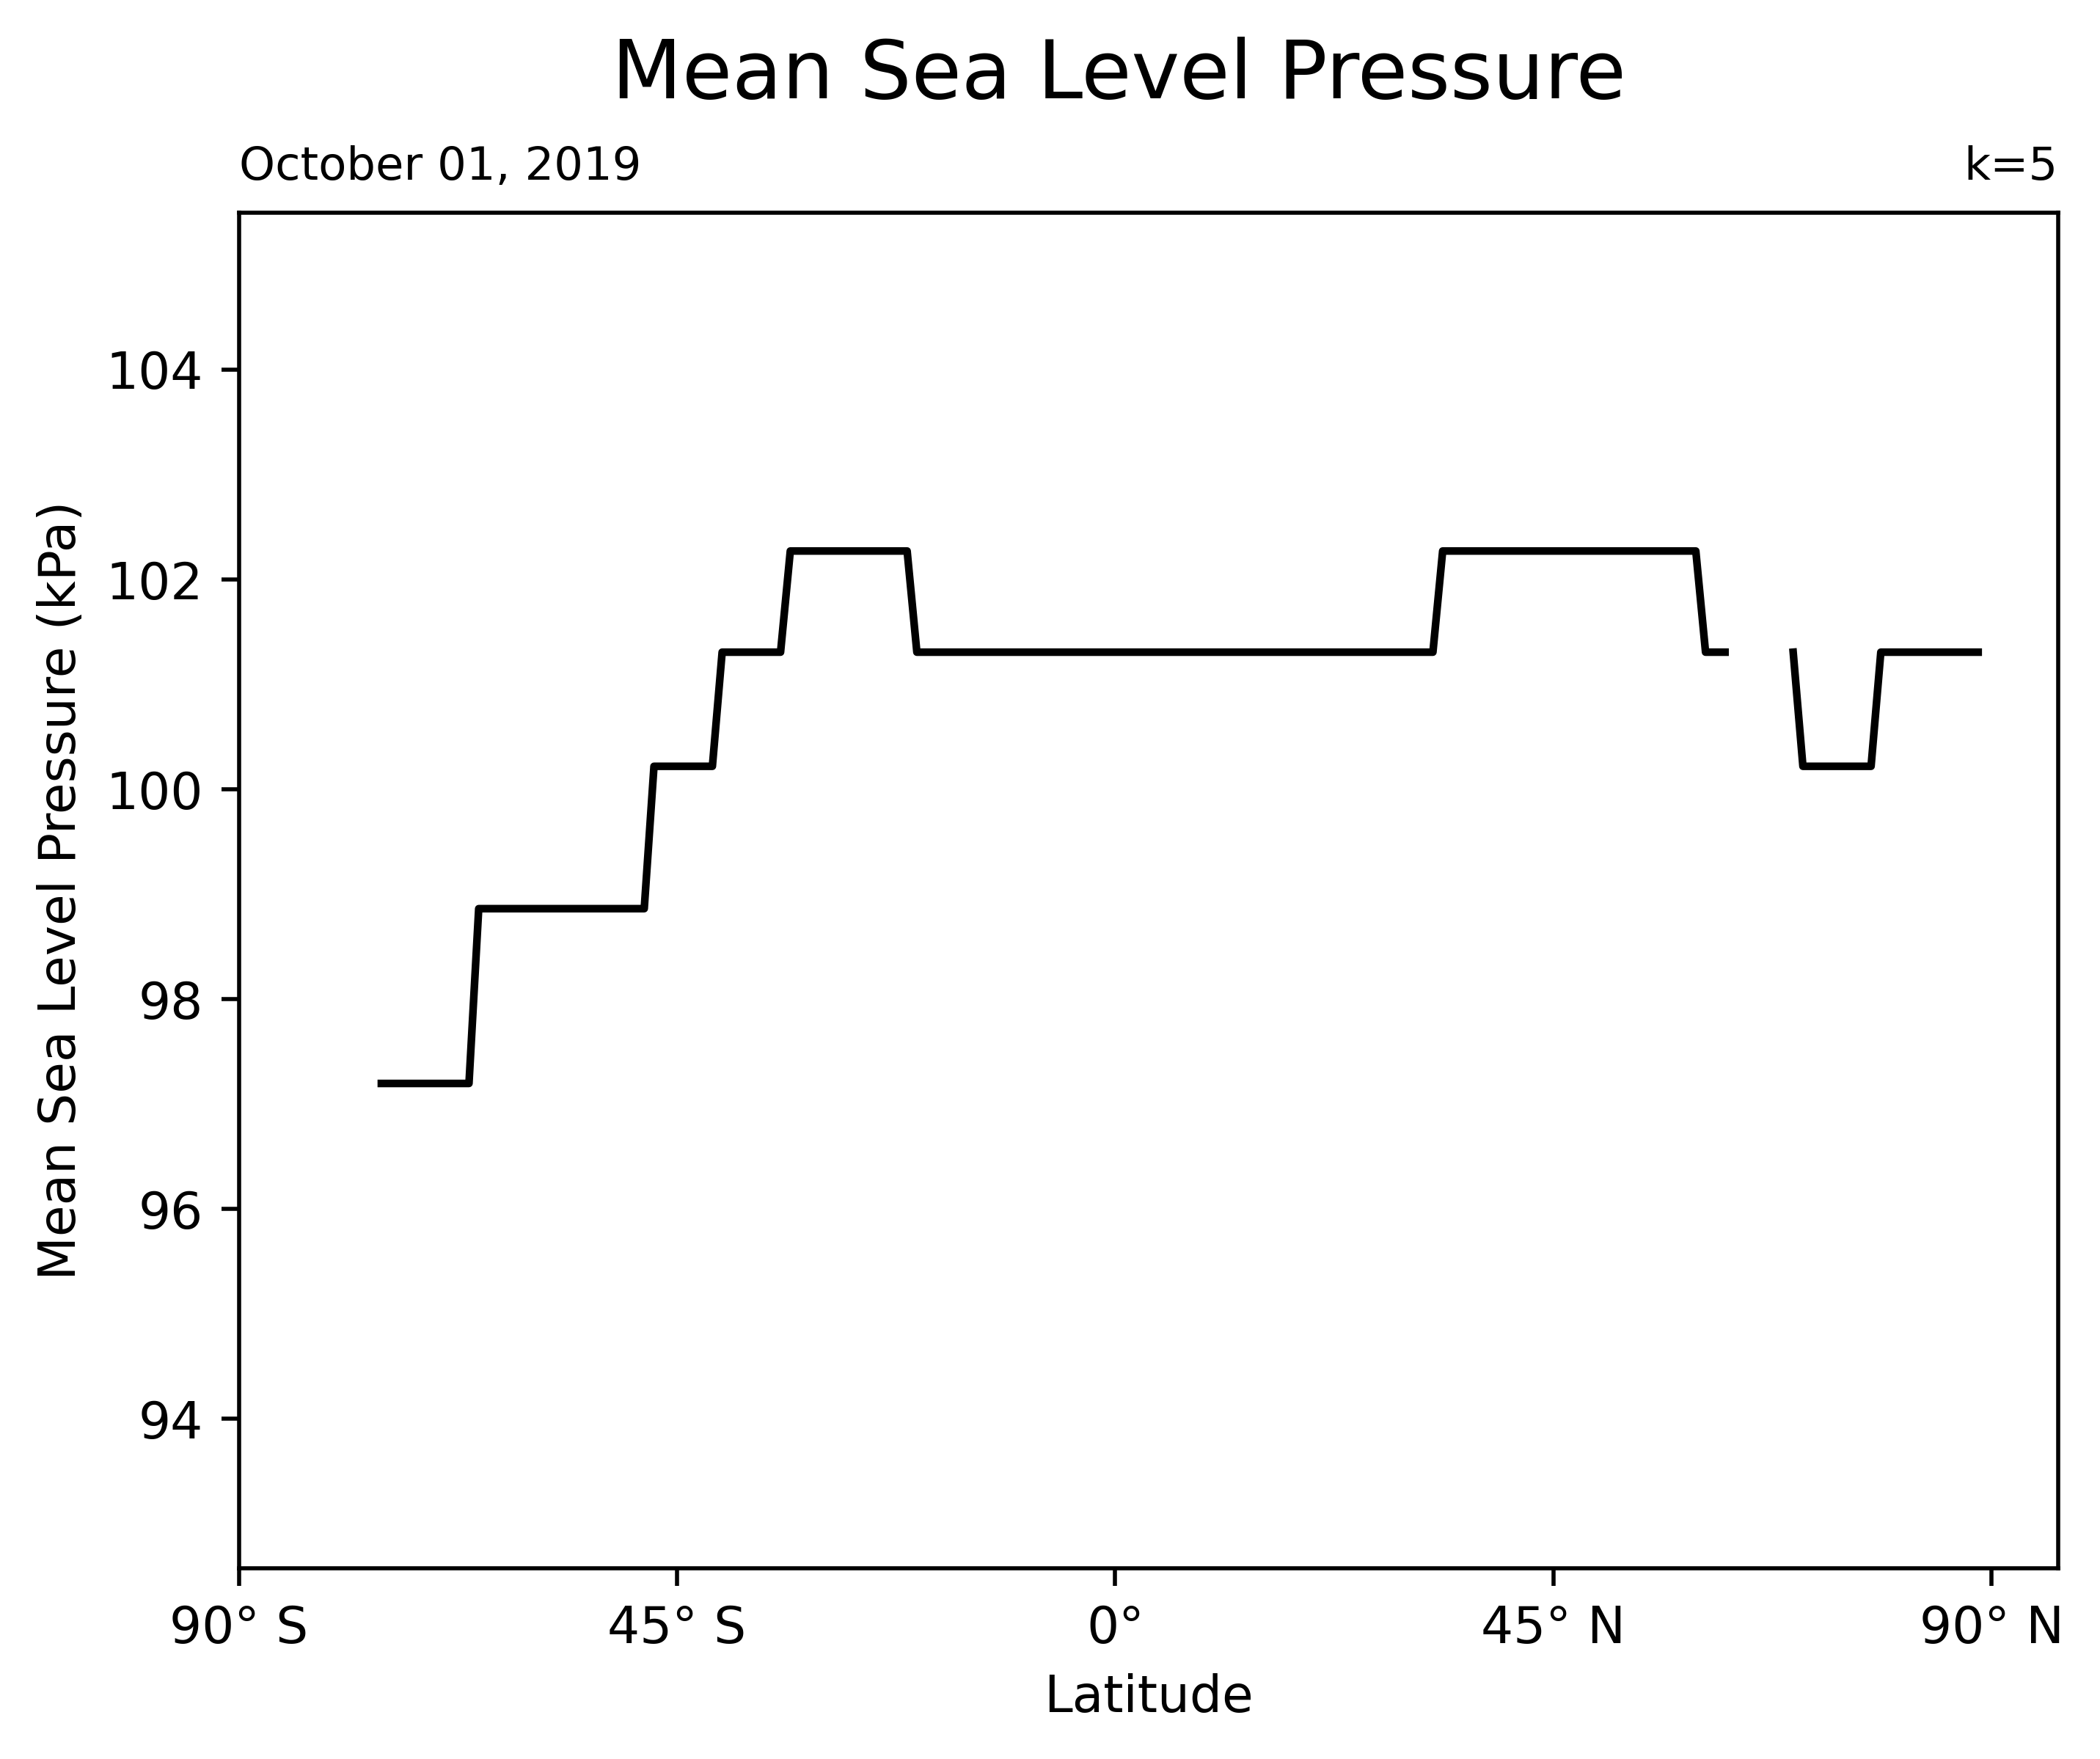 Mean Sea Level Pressure
October 01, 2019
k=5
104
102
100
98
96
94
Mean Sea Level Pressure (kPa)
90° S
45° S
0°
45° N
90° N
Latitude